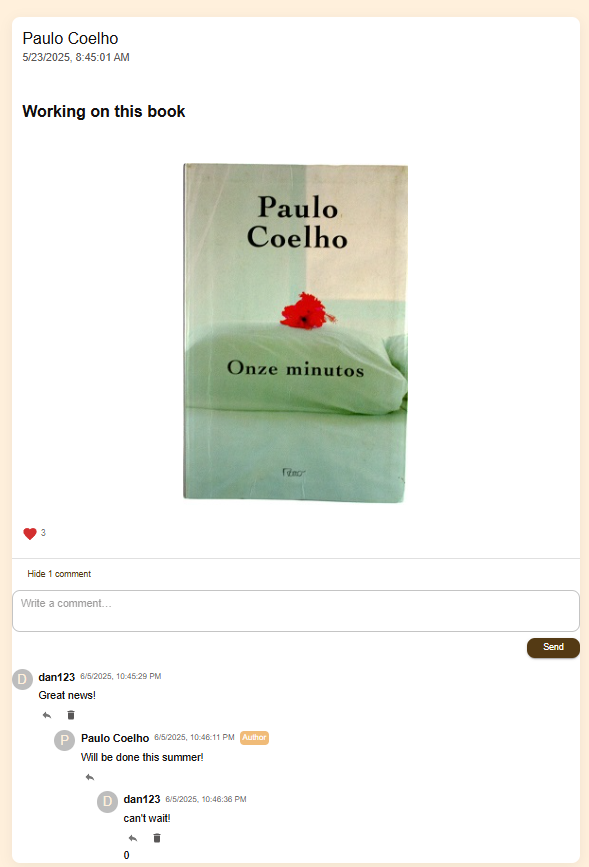 Paulo Coelho
5/23/2025, 8:45:01 AM
Working on this book
Paulo
Coelho
Onze minutos
3
Hide 1 comment
Write a comment...
Send
D
dan123 6/5/2025, 10:45:29 PM
Great news!
P
Paulo Coelho 6/5/2025, 10:46:11 PM Author
Will be done this summer!
D
dan123 6/5/2025, 10:46:36 PM
can't wait!
0